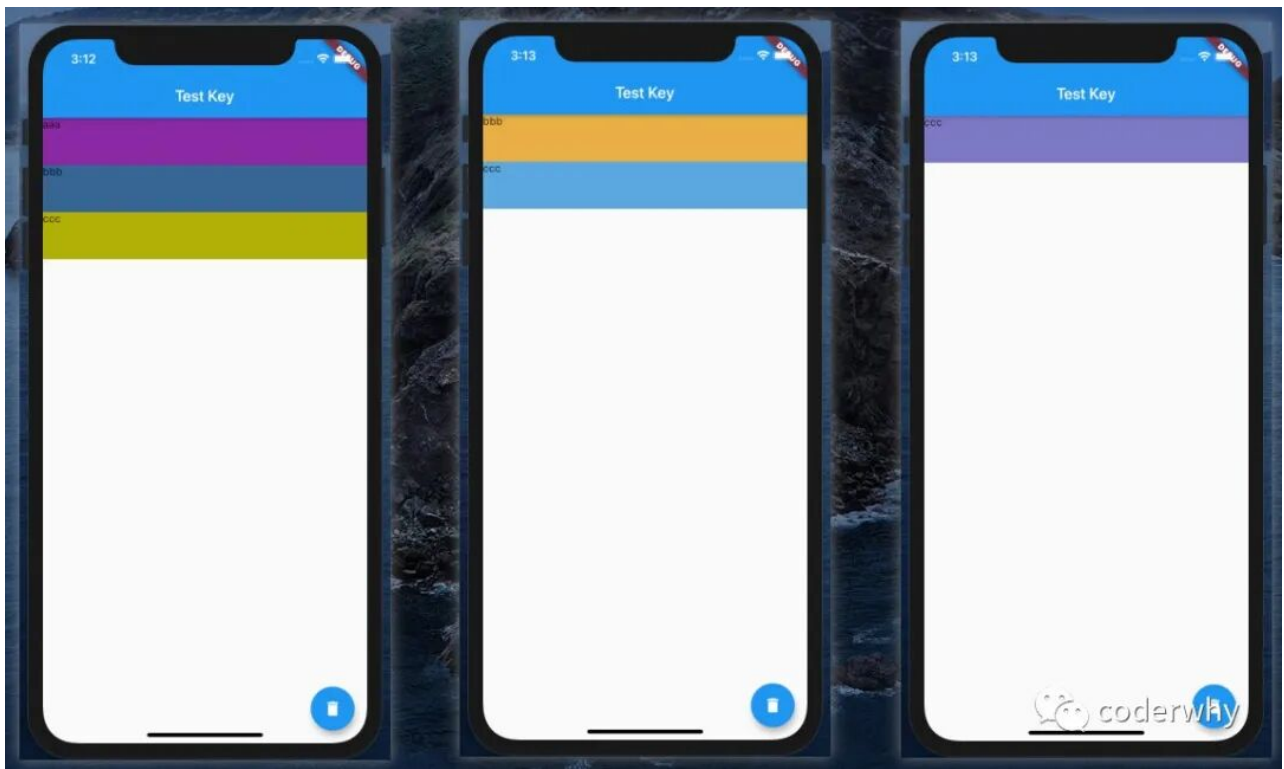 3:12
DEBUG
Test Key
aaa
bbb
ccc
3:13
DEBUG
Test Key
bbb
ccc
3:13
DEBUG
Test Key
ccc
coderwhy